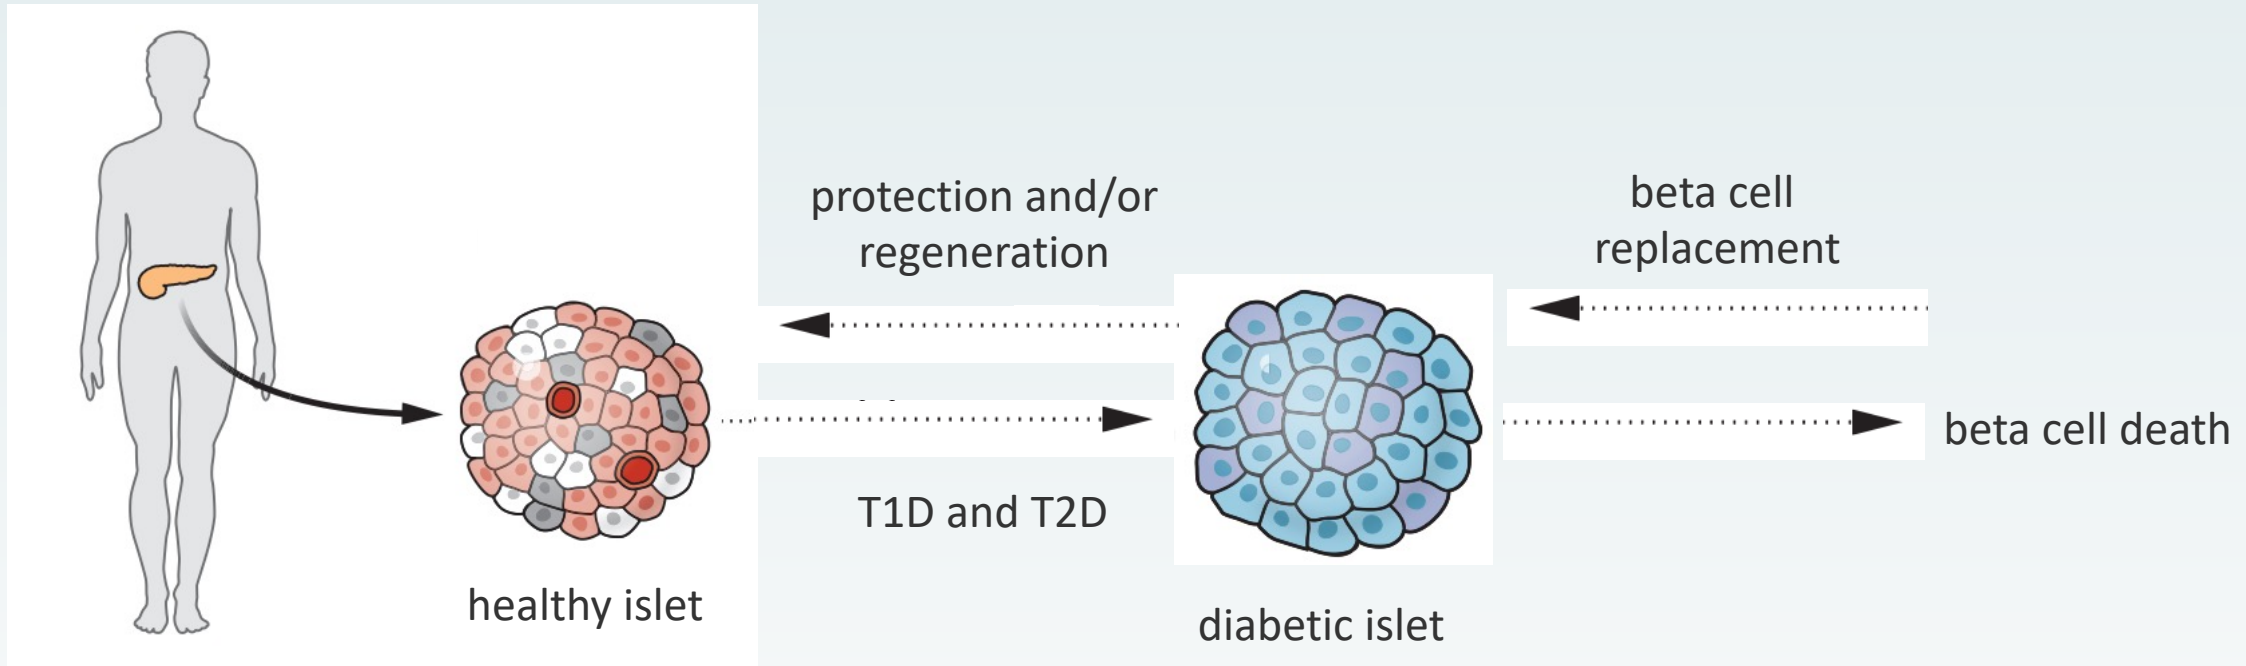 protection and/or
regeneration
beta cell
replacement
beta cell death
T1D and T2D
healthy islet
diabetic islet